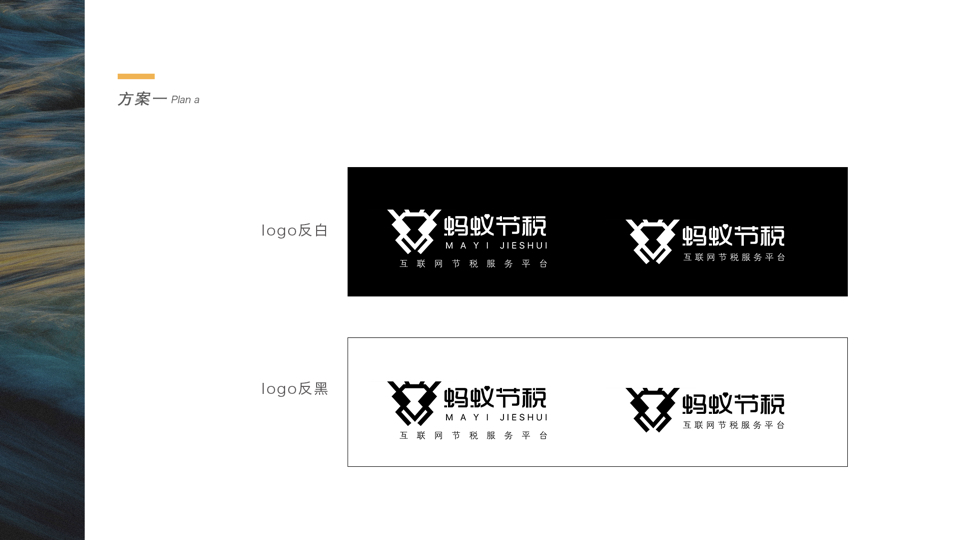 方案一 Plan a
logo反白
蚂蚁节税
MAYI JIESHUI
互联网节税服务平台
蚂蚁节税
互联网节税服务平台
logo反黑
蚂蚁节税
MAYI JIESHUI
互联网节税服务平台
蚂蚁节税
互联网节税服务平台